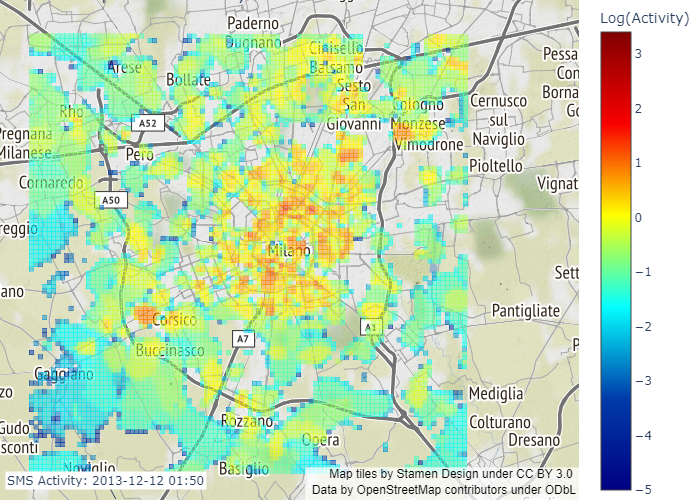 Log(Activity)
Paderno
Dugnano
Cinisello
Balsamo
Arese
Bollate
Sesto
San
Giovanni
Rho
A52
Cologno
Monzese
Cernusco
sul
Naviglio
Pessa
Con
Borna
Go
Pregnana
Milanese
Pero
Vimodrone
Pioltello
Cornaredo
A50
Vignat
reggio
Milano
Sett
ano
Corsico
Pantigliate
A1
A7
Buccinasco
P
Gaggiano
zo
Mediglia
Gudo
sconti
Rozzano
Colturano
Dresano
Opera
Noviglio
Basiglio
SMS Activity: 2013-12-12 01:50
Map tiles by Stamen Design under CC BY 3.0
Data by OpenStreetMap contributors under ODbL
3
2
1
0
−1
−2
−3
−4
−5